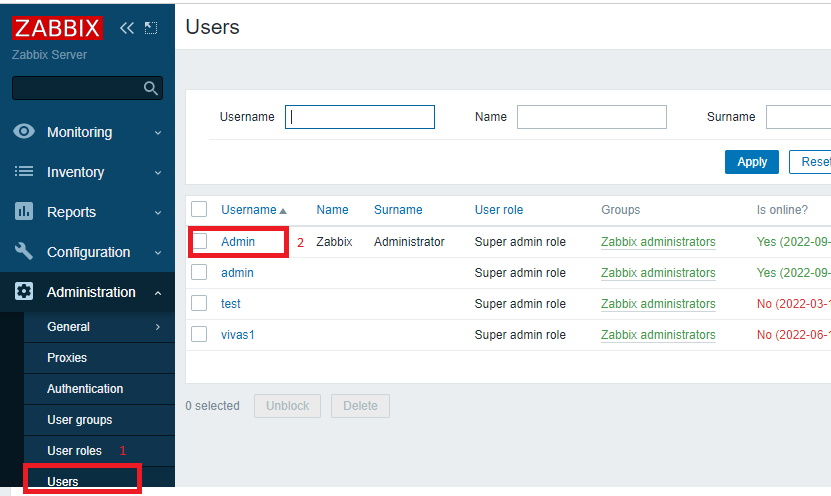 ZABBIX
Users
Zabbix Server
Username Name Surname
Monitoring
Inventory
Apply Reset
Reports
Username Name Surname User role Groups Is online?
Configuration
Admin 2 Zabbix Administrator Super admin role Zabbix administrators Yes (2022-09-
admin Super admin role Zabbix administrators Yes (2022-09-
Administration
test Super admin role Zabbix administrators No (2022-03-1
General
vivas1 Super admin role Zabbix administrators No (2022-06-1
Proxies
Authentication
0 selected Unblock Delete
User groups
User roles 1
Users